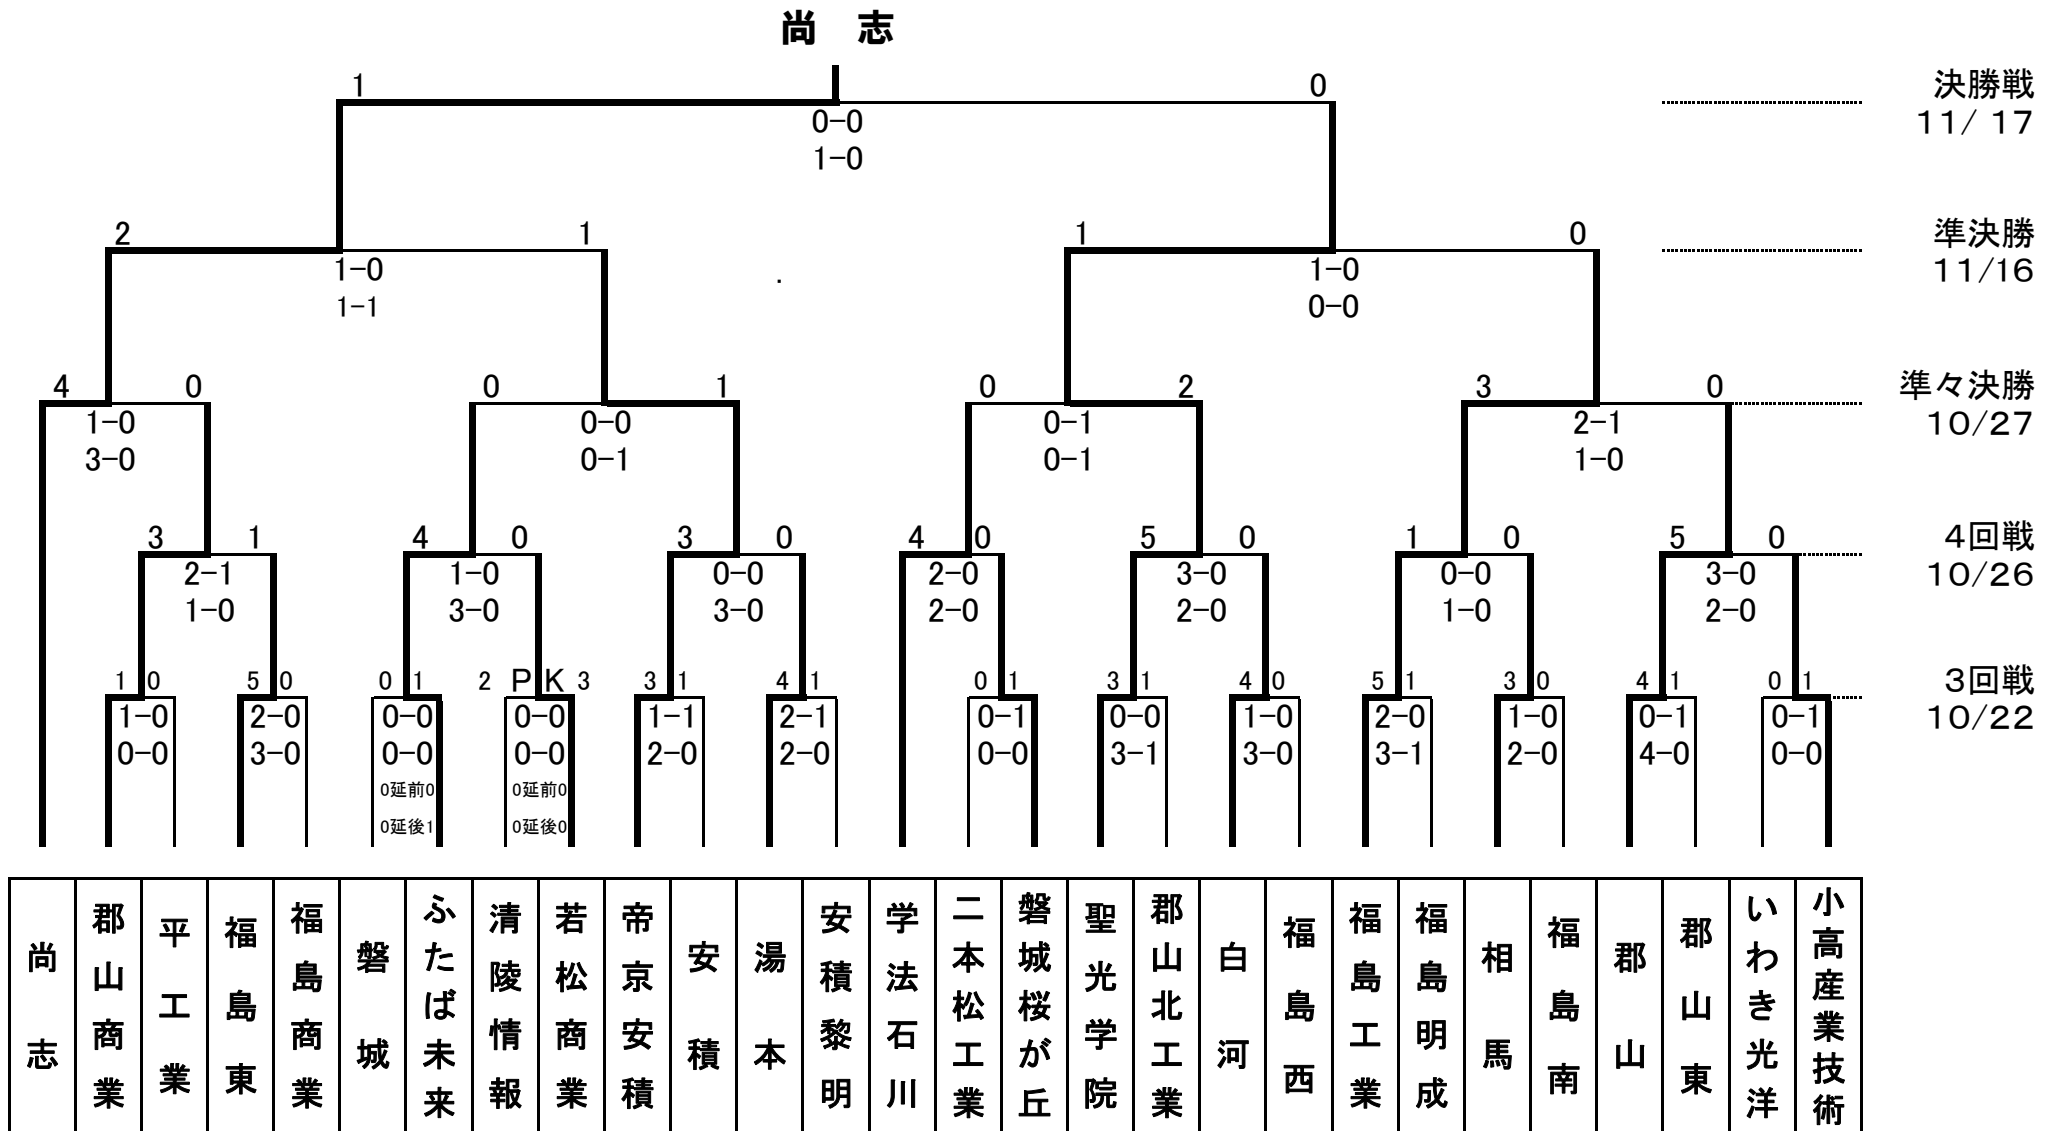 尚 志
1 0 決勝戦
0-0 11/ 17
1-0
2 1 1 0 準決勝
1-0 1-0 11/16
1-1 0-0
4 0 0 1 0 2 3 0 準々決勝
1-0 0-0 0-1 2-1 10/27
3-0 0-1 0-1 1-0
3 1 4 0 3 0 4 0 5 0 1 0 5 0 4回戦
2-1 1-0 0-0 2-0 3-0 0-0 3-0 10/26
1-0 3-0 3-0 2-0 2-0 1-0 2-0
1 0 5 0 0 1 2 PK 3 3 1 4 1 0 1 3 1 4 0 5 1 3 0 4 1 0 1 3回戦
1-0 2-0 0-0 0-0 1-1 2-1 0-1 0-0 1-0 2-0 1-0 0-1 0-1 10/22
0-0 3-0 0-0 0-0 2-0 2-0 0-0 3-1 3-0 3-1 2-0 4-0 0-0
0延前0 0延前0
0延後1 0延後0
尚志
郡山商業
平工業
福島東
福島商業
磐城
ふたば未来
清陵情報
若松商業
帝京安積
安積
湯本
安積黎明
学法石川
二本松工業
磐城桜が丘
聖光学院
郡山北工業
白河
福島西
福島工業
福島明成
相馬
福島南
郡山
郡山東
いわき光洋
小高産業技術